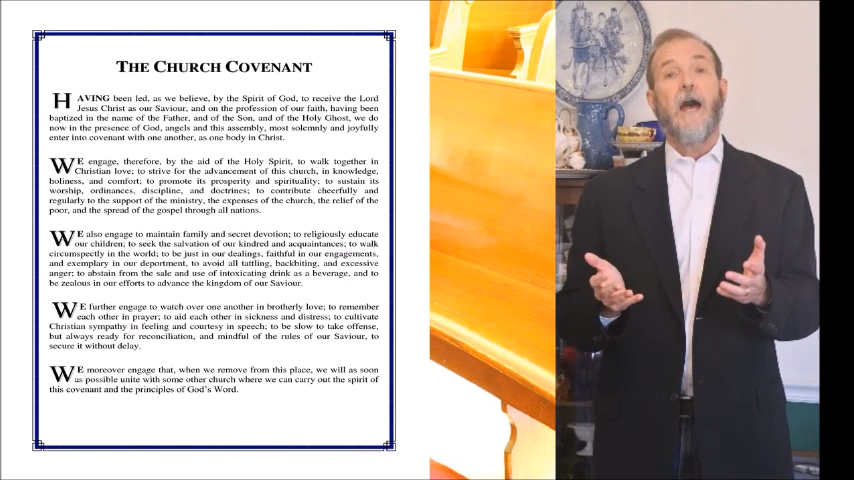 THE CHURCH COVENANT
HAVING been led, as we believe, by the Spirit of God, to receive the Lord
Jesus Christ as our Saviour, and on the profession of our faith, having been
baptized in the name of the Father, and of the Son, and of the Holy Ghost, we do
now in the presence of God, angels and this assembly, most solemnly and joyfully
enter into covenant with one another, as one body in Christ.
WE engage, therefore, by the aid of the Holy Spirit, to walk together in
Christian love; to strive for the advancement of this church, in knowledge,
holiness, and comfort; to promote its prosperity and spirituality; to sustain its
worship, ordinances, discipline, and doctrines; to contribute cheerfully and
regularly to the support of the ministry, the expenses of the church, the relief of the
poor, and the spread of the gospel through all nations.
WE also engage to maintain family and secret devotion; to religiously educate
our children; to seek the salvation of our kindred and acquaintances; to walk
circumspectly in the world; to be just in our dealings, faithful in our engagements,
and exemplary in our deportment, to avoid all tattling, backbiting, and excessive
anger; to abstain from the sale and use of intoxicating drink as a beverage, and to
be zealous in our efforts to advance the kingdom of our Saviour.
WE further engage to watch over one another in brotherly love; to remember
each other in prayer; to aid each other in sickness and distress; to cultivate
Christian sympathy in feeling and courtesy in speech; to be slow to take offense,
but always ready for reconciliation, and mindful of the rules of our Saviour, to
secure it without delay.
WE moreover engage that, when we remove from this place, we will as soon
as possible unite with some other church where we can carry out the spirit of
this covenant and the principles of God's Word.